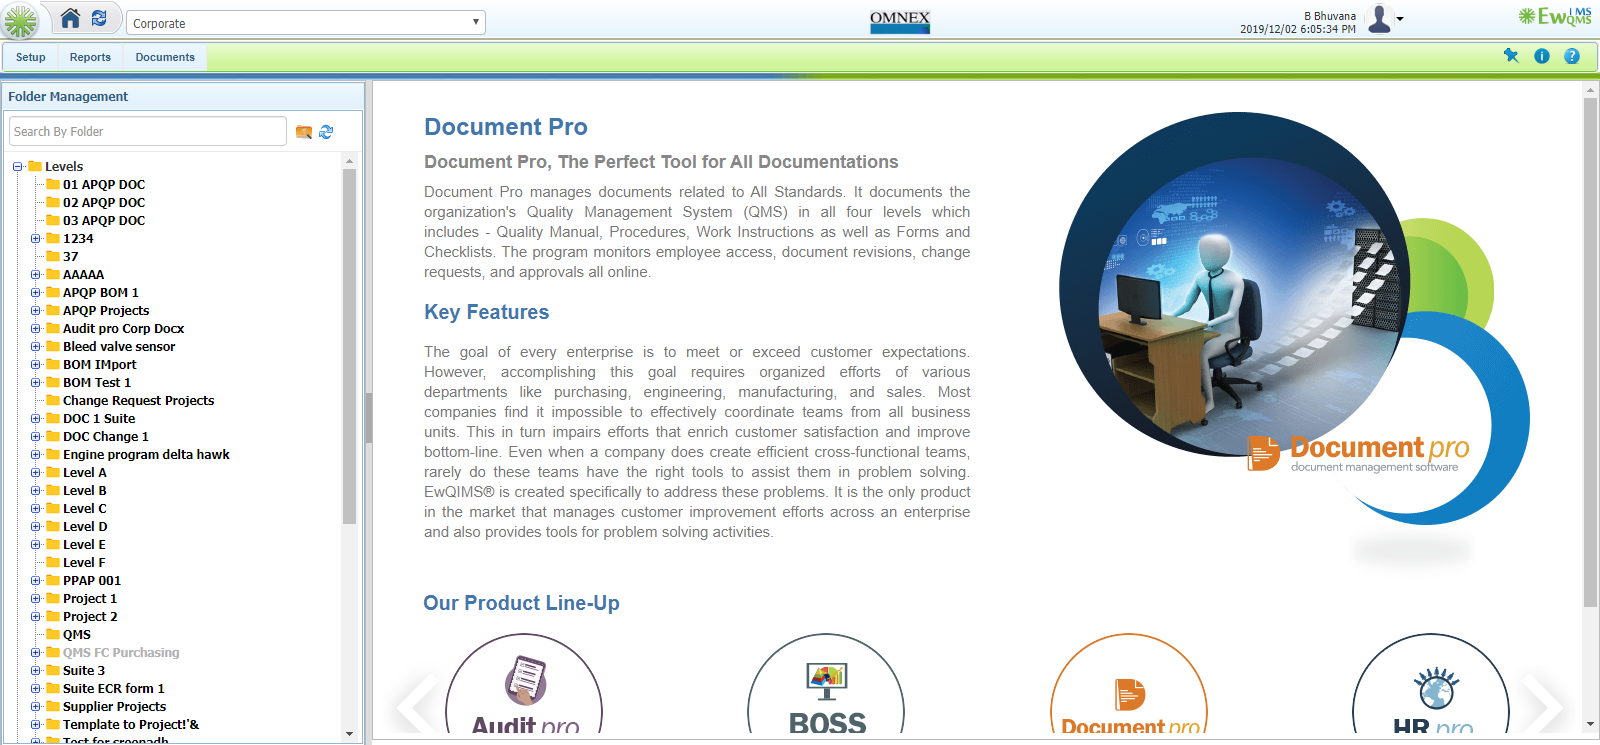 Corporate
OMNEX
B Bhuvana
2019/12/02 6:05:34 PM
EwQIMS
QMS
Setup
Reports
Documents
Folder Management
Search By Folder
Levels
01 APQP DOC
02 APQP DOC
03 APQP DOC
1234
37
AAAAA
APQP BOM 1
APQP Projects
Audit pro Corp Docx
Bleed valve sensor
BOM IMport
BOM Test 1
Change Request Projects
DOC 1 Suite
DOC Change 1
Engine program delta hawk
Level A
Level B
Level C
Level D
Level E
Level F
PPAP 001
Project 1
Project 2
QMS
QMS FC Purchasing
Suite 3
Suite ECR form 1
Supplier Projects
Template to Project!'&
Test for sreenadh
Document Pro
Document Pro, The Perfect Tool for All Documentations
Document Pro manages documents related to All Standards. It documents the
organization's Quality Management System (QMS) in all four levels which
includes - Quality Manual, Procedures, Work Instructions as well as Forms and
Checklists. The program monitors employee access, document revisions, change
requests, and approvals all online.
Key Features
The goal of every enterprise is to meet or exceed customer expectations.
However, accomplishing this goal requires organized efforts of various
departments like purchasing, engineering, manufacturing, and sales. Most
companies find it impossible to effectively coordinate teams from all business
units. This in turn impairs efforts that enrich customer satisfaction and improve
bottom-line. Even when a company does create efficient cross-functional teams,
rarely do these teams have the right tools to assist them in problem solving.
EwQIMS® is created specifically to address these problems. It is the only product
in the market that manages customer improvement efforts across an enterprise
and also provides tools for problem solving activities.
Document pro
document management software
Our Product Line-Up
Audit pro
BOSS
Document pro
HR pro